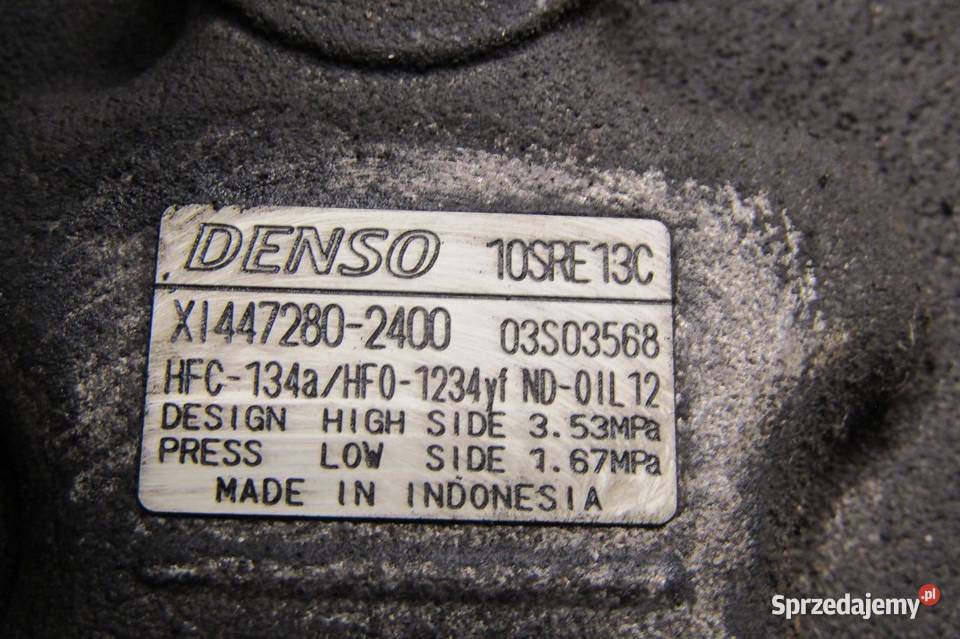 DENSO 10SRE13C
XI447280-2400 03S03568
HFC-134a/HFO-1234yf ND-OIL12
DESIGN HIGH SIDE 3.53MPa
PRESS LOW SIDE 1.67MPa
MADE IN INDONESIA
Sprzedajemy.pl